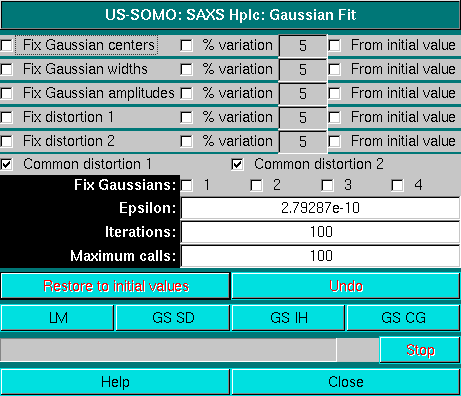 US-SOMO: SAXS Hplc: Gaussian Fit
Fix Gaussian centers % variation 5 From initial value
Fix Gaussian widths % variation 5 From initial value
Fix Gaussian amplitudes % variation 5 From initial value
Fix distortion 1 % variation 5 From initial value
Fix distortion 2 % variation 5 From initial value
Common distortion 1 Common distortion 2
Fix Gaussians: 1 2 3 4
Epsilon: 2.79287e-10
Iterations: 100
Maximum calls: 100
Restore to initial values Undo
LM GS SD GS IH GS CG
Stop
Help Close